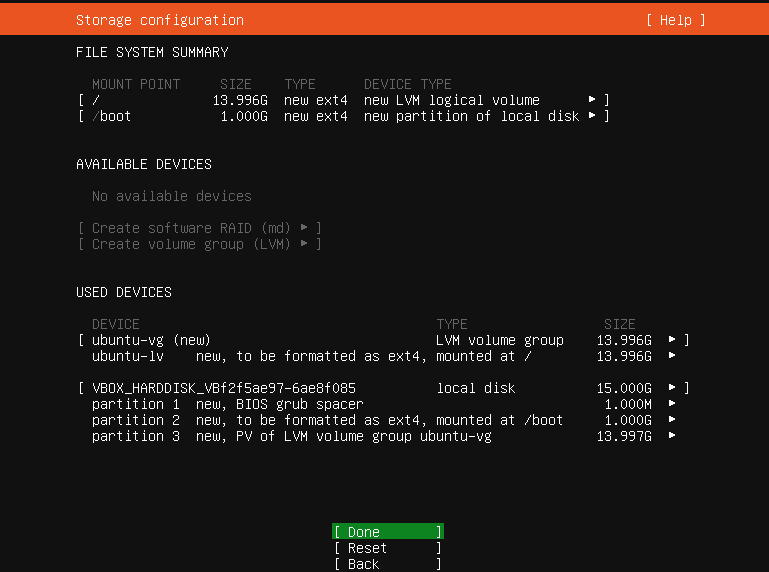 Storage configuration [ Help ]
FILE SYSTEM SUMMARY
MOUNT POINT SIZE TYPE DEVICE TYPE
[ / 13.996G new ext4 new LVM logical volume ▸ ]
[ /boot 1.000G new ext4 new partition of local disk ▸ ]
AVAILABLE DEVICES
No available devices
[ Create software RAID (md) ▸ ]
[ Create volume group (LVM) ▸ ]
USED DEVICES
DEVICE TYPE SIZE
[ ubuntu-vg (new) LVM volume group 13.996G ▸ ]
ubuntu-lv new, to be formatted as ext4, mounted at / 13.996G ▸
[ VBOX_HARDDISK_VBf2f5ae97-6ae8f085 local disk 15.000G ▸ ]
partition 1 new, BIOS grub spacer 1.000M ▸
partition 2 new, to be formatted as ext4, mounted at /boot 1.000G ▸
partition 3 new, PV of LVM volume group ubuntu-vg 13.997G ▸
[ Done ]
[ Reset ]
[ Back ]